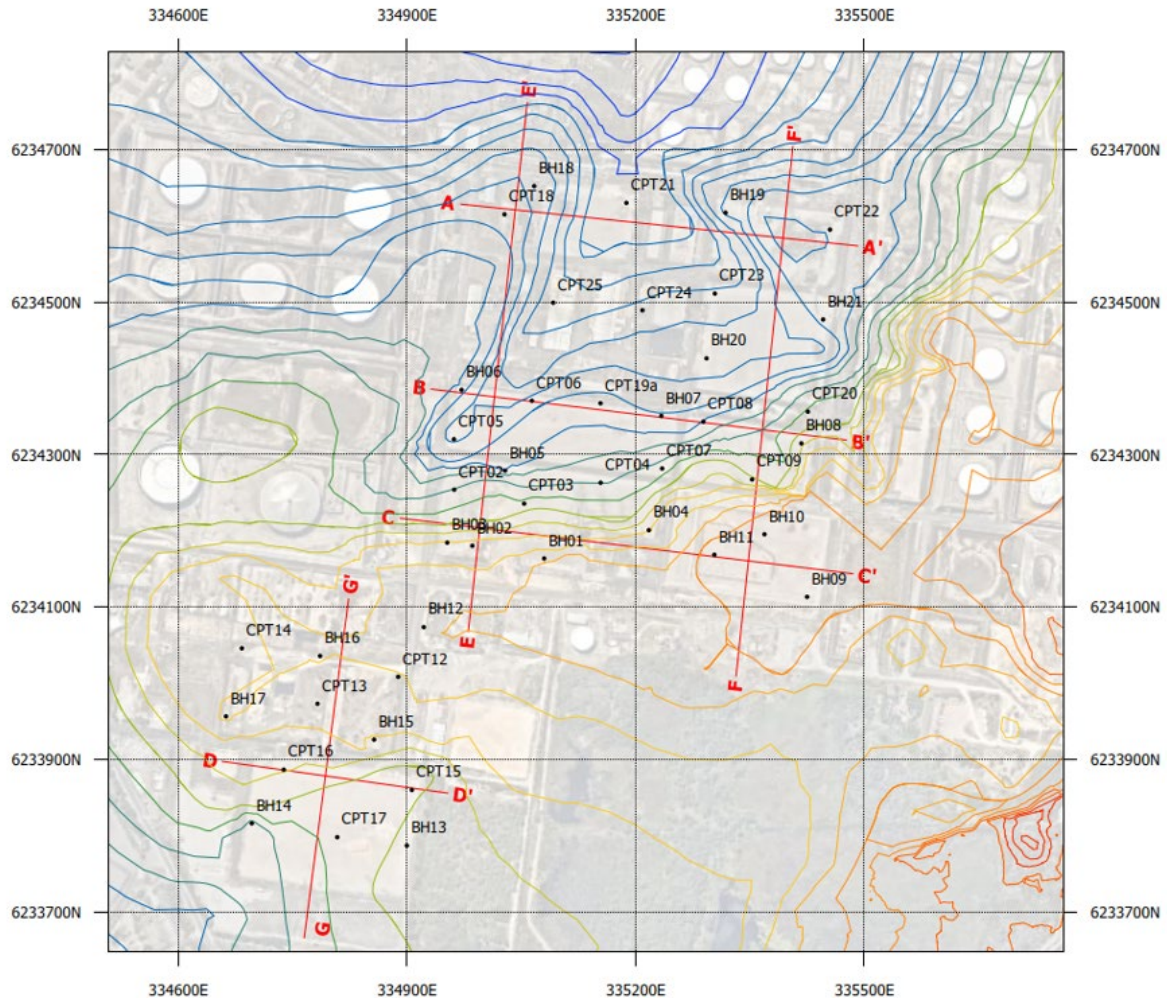 334600E 334900E 335200E 335500E
E'
F'
6234700N 6234700N
BH18
CPT21
A CPT18 BH19
CPT22
A'
CPT23
CPT25 CPT24
6234500N BH21 6234500N
BH20
BH06
B CPT06 CPT19a
BH07 CPT20
CPT05 CPT08
BH08
B'
6234300N BH05 6234300N
CPT02 CPT04 CPT07 CPT09
CPT03
C BH04 BH10
BH03 BH02
BH01 BH11
C'
G' BH09
6234100N BH12 6234100N
CPT14 BH16 E
CPT12
CPT13 F
BH17
BH15
6233900N D CPT16 6233900N
CPT15
D'
BH14
CPT17 BH13
6233700N G 6233700N
334600E 334900E 335200E 335500E